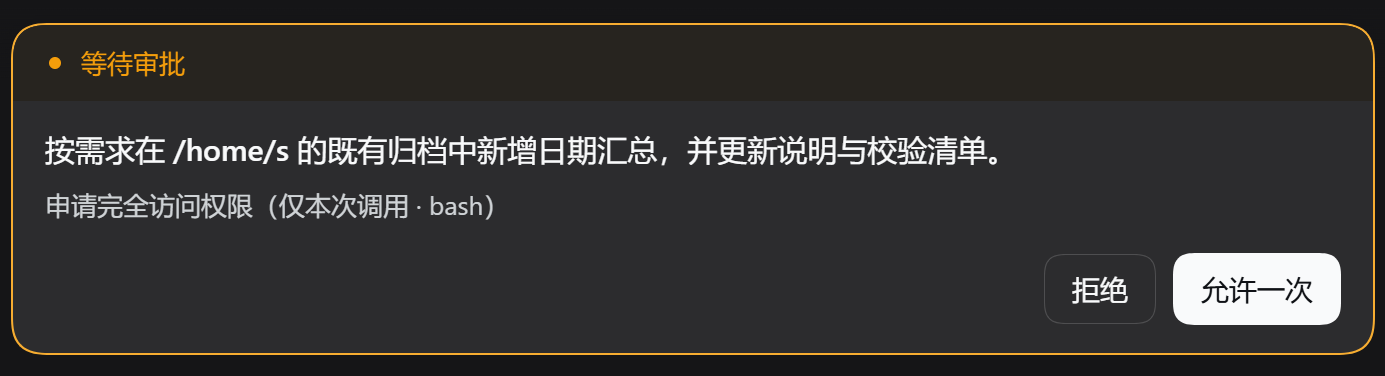 等待审批
按需求在 /home/s 的既有归档中新增日期汇总，并更新说明与校验清单。
申请完全访问权限（仅本次调用 · bash）
拒绝
允许一次